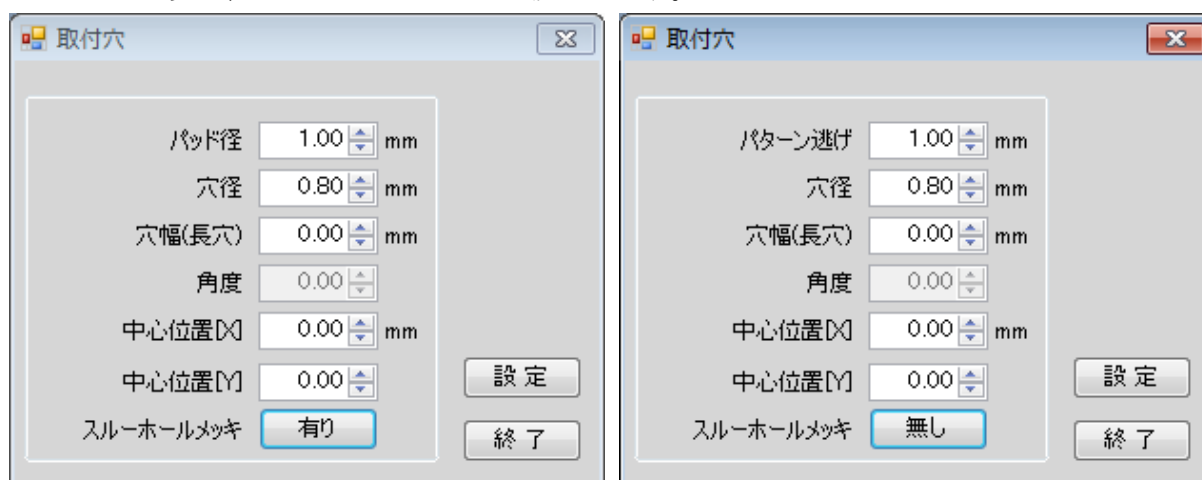 取付穴
パッド径 1.00 mm
穴径 0.80 mm
穴幅(長穴) 0.00 mm
角度 0.00
中心位置[X] 0.00 mm
中心位置[Y] 0.00
スルーホールメッキ 有り
設 定
終 了
取付穴
パターン逃げ 1.00 mm
穴径 0.80 mm
穴幅(長穴) 0.00 mm
角度 0.00
中心位置[X] 0.00 mm
中心位置[Y] 0.00
スルーホールメッキ 無し
設 定
終 了